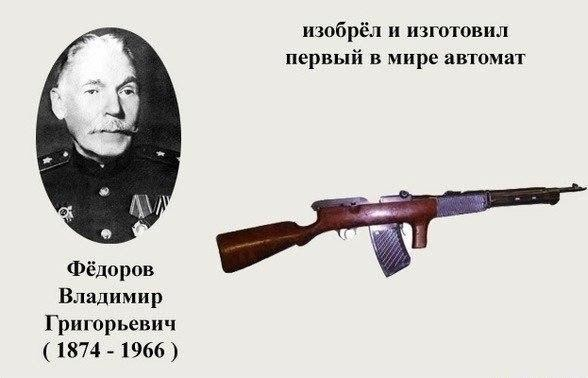 изобрёл и изготовил
первый в мире автомат
Фёдоров
Владимир
Григорьевич
( 1874 - 1966 )